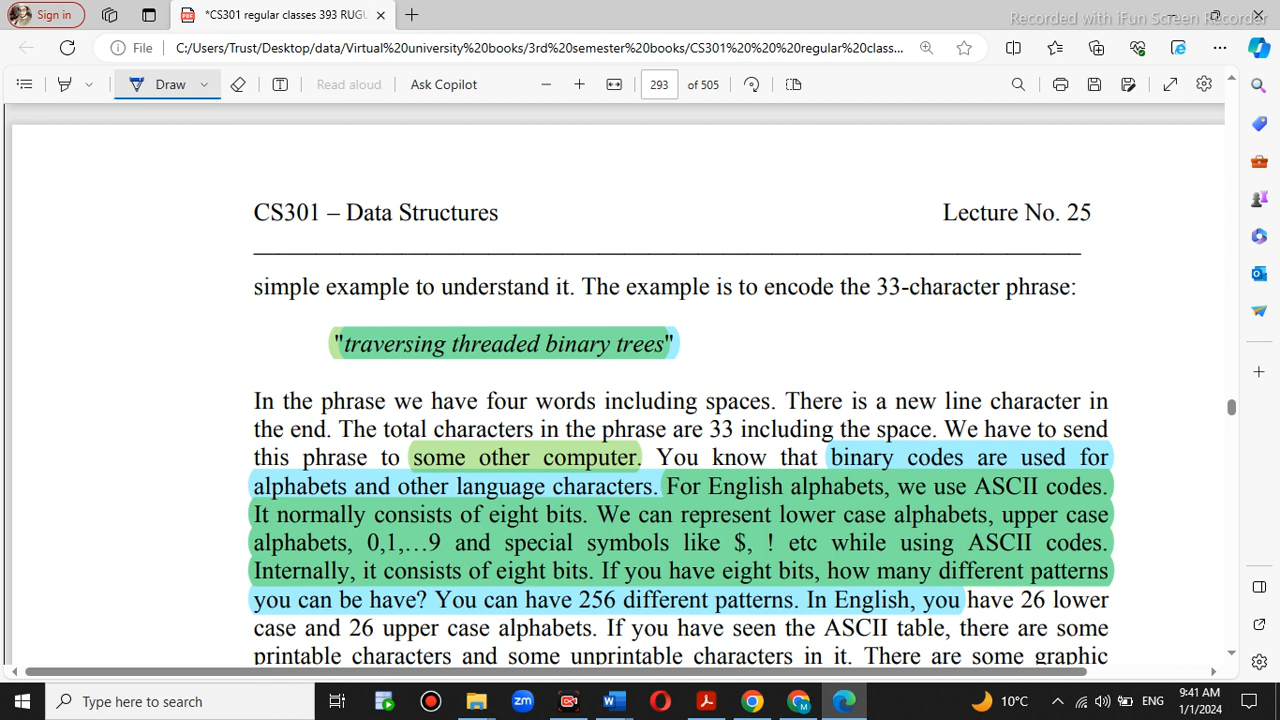 Sign in
*CS301 regular classes 393 RUGU
Recorded with iFun Screen Recorder
File
C:/Users/Trust/Desktop/data/Virtual%20university%20books/3rd%20semester%20books/CS301%20%20%20regular%20clas...
Draw
Read aloud
Ask Copilot
293 of 505
CS301 – Data Structures Lecture No. 25
simple example to understand it. The example is to encode the 33-character phrase:
"traversing threaded binary trees"
In the phrase we have four words including spaces. There is a new line character in
the end. The total characters in the phrase are 33 including the space. We have to send
this phrase to some other computer. You know that binary codes are used for
alphabets and other language characters. For English alphabets, we use ASCII codes.
It normally consists of eight bits. We can represent lower case alphabets, upper case
alphabets, 0,1,…9 and special symbols like $, ! etc while using ASCII codes.
Internally, it consists of eight bits. If you have eight bits, how many different patterns
you can be have? You can have 256 different patterns. In English, you have 26 lower
case and 26 upper case alphabets. If you have seen the ASCII table, there are some
printable characters and some unprintable characters in it. There are some graphic
Type here to search
zm
W
M
10°C
ENG
9:41 AM
1/1/2024